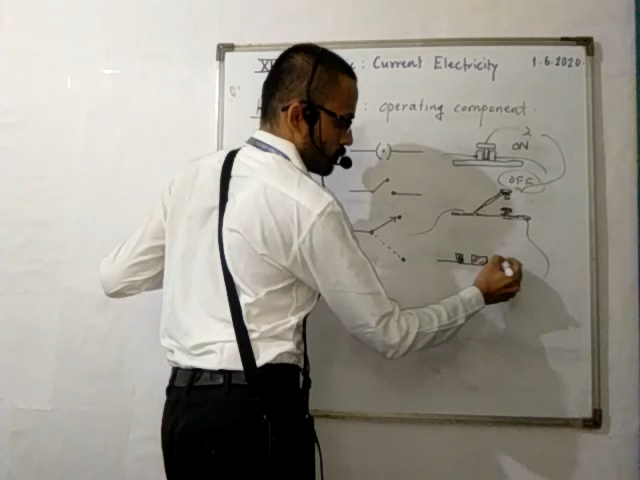 : Current Electricity 1.6.2020
: operating component.
ON
OFF